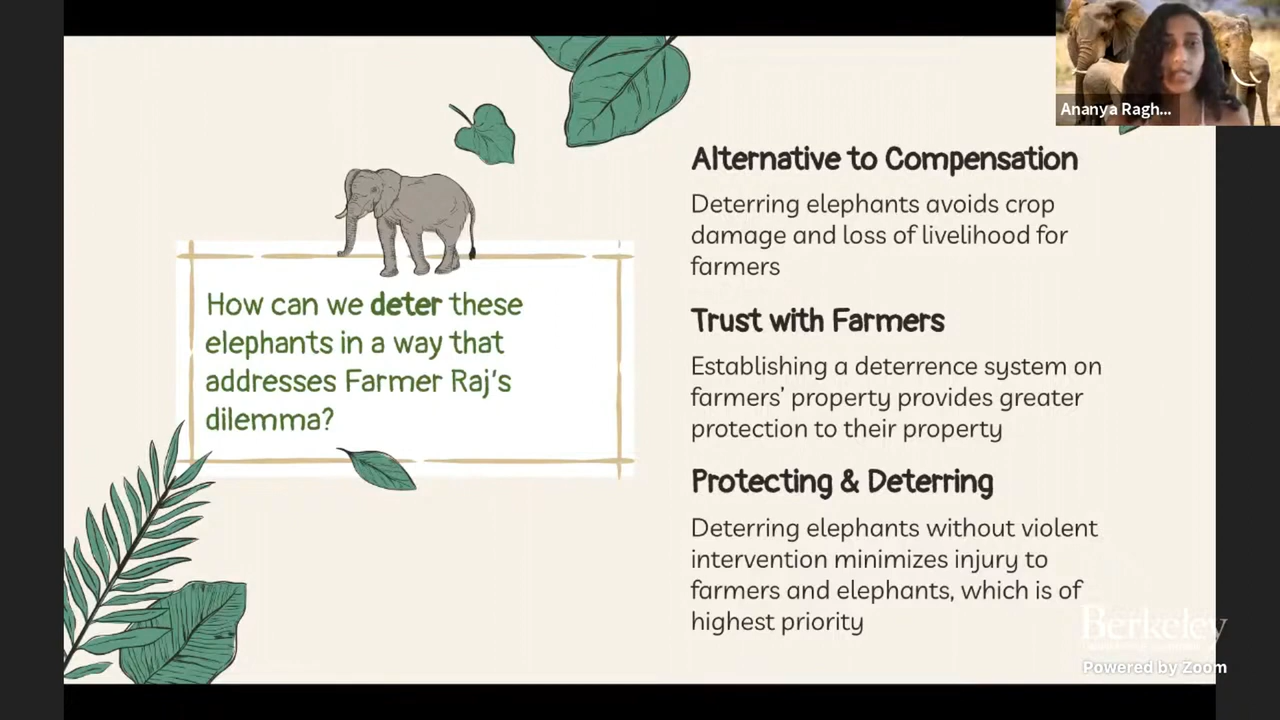 Ananya Ragh...
How can we deter these
elephants in a way that
addresses Farmer Raj's
dilemma?
Alternative to Compensation
Deterring elephants avoids crop
damage and loss of livelihood for
farmers
Trust with Farmers
Establishing a deterrence system on
farmers' property provides greater
protection to their property
Protecting & Deterring
Deterring elephants without violent
intervention minimizes injury to
farmers and elephants, which is of
highest priority
Berkeley
Powered by Zoom